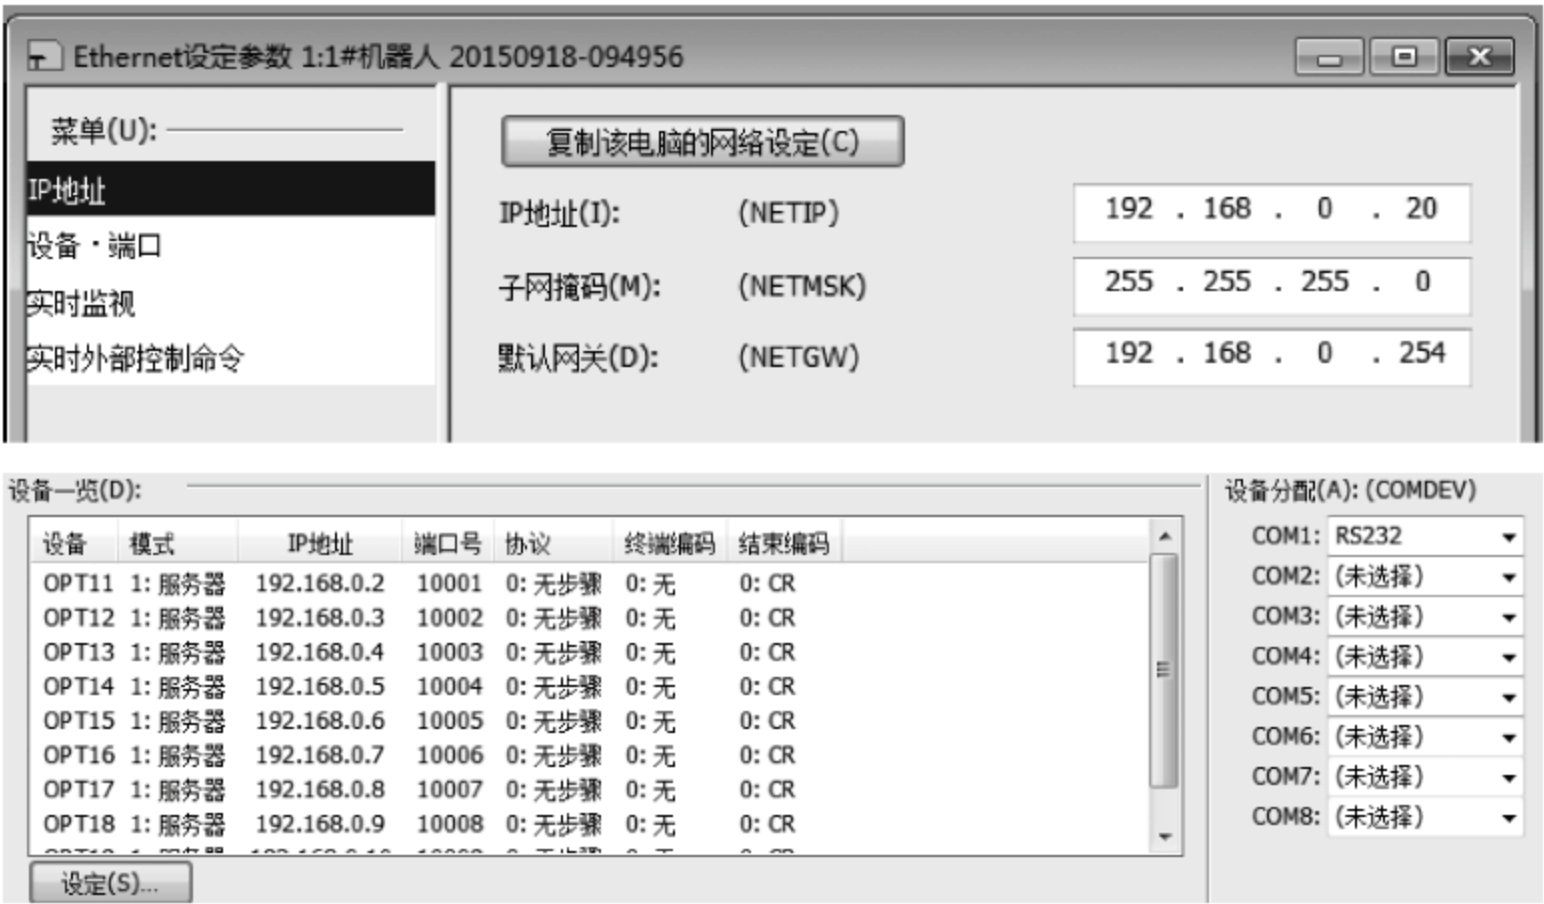 Ethernet设定参数 1:1#机器人 20150918-094956
菜单(U):
IP地址
设备・端口
实时监视
实时外部控制命令
复制该电脑的网络设定(C)
IP地址(I): (NETIP) 192 . 168 . 0 . 20
子网掩码(M): (NETMSK) 255 . 255 . 255 . 0
默认网关(D): (NETGW) 192 . 168 . 0 . 254
设备一览(D):
设备 模式 IP地址 端口号 协议 终端编码 结束编码
OPT11 1: 服务器 192.168.0.2 10001 0: 无步骤 0: 无 0: CR
OPT12 1: 服务器 192.168.0.3 10002 0: 无步骤 0: 无 0: CR
OPT13 1: 服务器 192.168.0.4 10003 0: 无步骤 0: 无 0: CR
OPT14 1: 服务器 192.168.0.5 10004 0: 无步骤 0: 无 0: CR
OPT15 1: 服务器 192.168.0.6 10005 0: 无步骤 0: 无 0: CR
OPT16 1: 服务器 192.168.0.7 10006 0: 无步骤 0: 无 0: CR
OPT17 1: 服务器 192.168.0.8 10007 0: 无步骤 0: 无 0: CR
OPT18 1: 服务器 192.168.0.9 10008 0: 无步骤 0: 无 0: CR
设定(S)...
设备分配(A): (COMDEV)
COM1: RS232
COM2: (未选择)
COM3: (未选择)
COM4: (未选择)
COM5: (未选择)
COM6: (未选择)
COM7: (未选择)
COM8: (未选择)